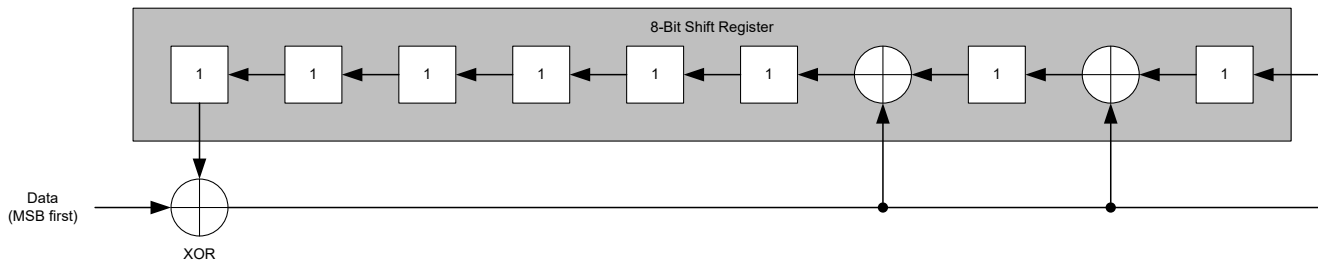 8-Bit Shift Register
1 1 1 1 1 1 1 1
Data
(MSB first)
XOR